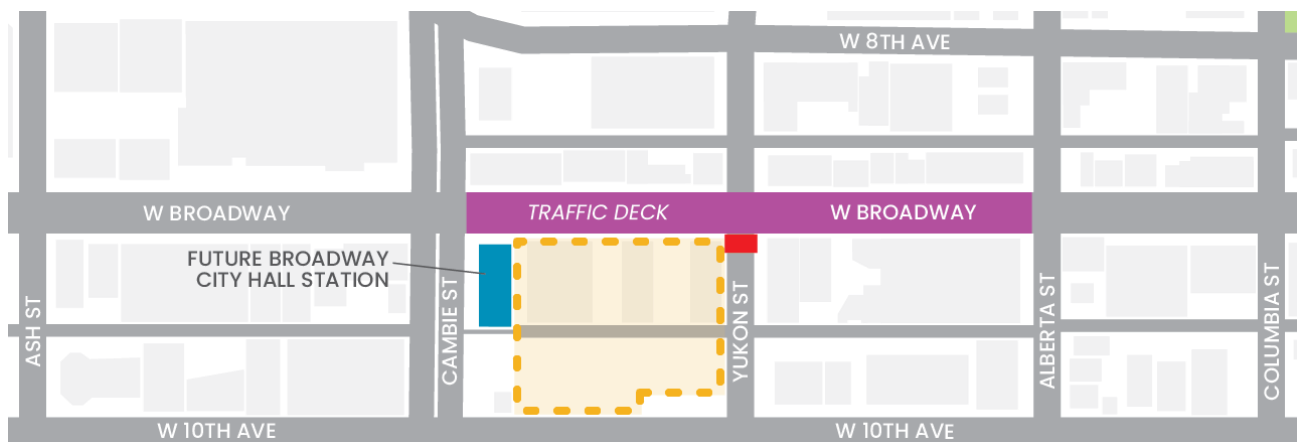 W 8TH AVE
W BROADWAY
TRAFFIC DECK
W BROADWAY
FUTURE BROADWAY
CITY HALL STATION
ASH ST
CAMBIE ST
YUKON ST
ALBERTA ST
COLUMBIA ST
W 10TH AVE
W 10TH AVE